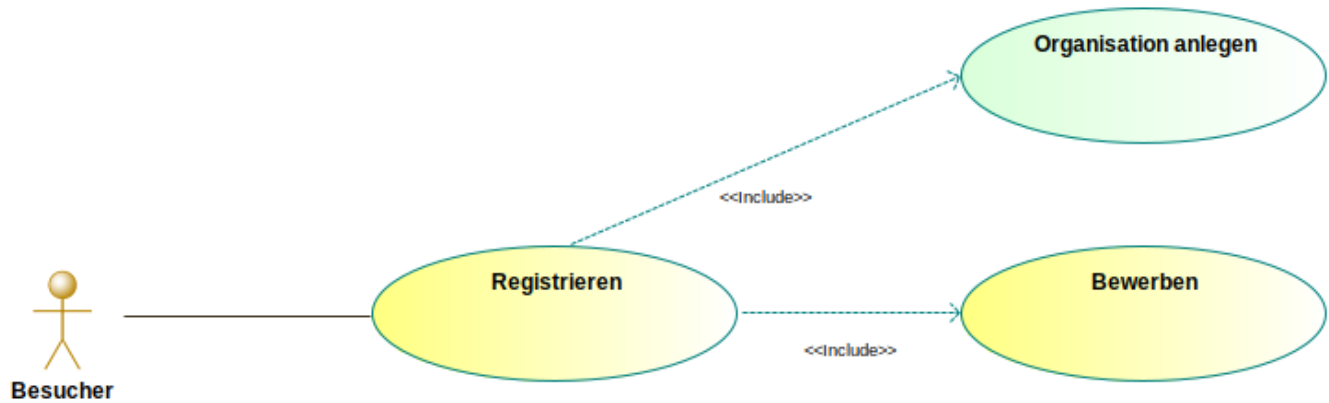 Organisation anlegen
<<Include>>
Registrieren
Bewerben
<<Include>>
Besucher